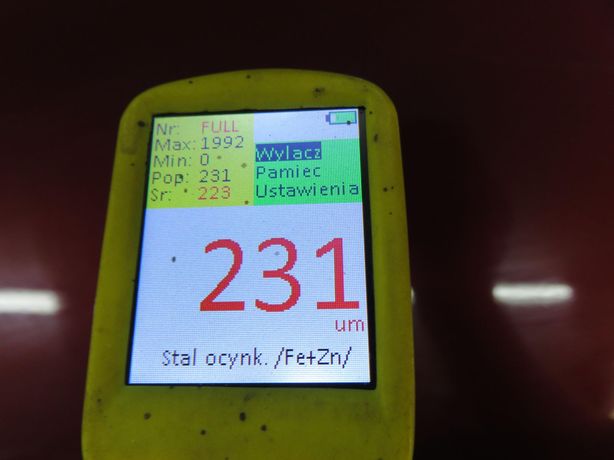 Nr: FULL
Max: 1992
Min: 0
Pop: 231
Sr: 223
Wylacz
Pamiec
Ustawienia
231
um
Stal ocynk. /Fe+Zn/